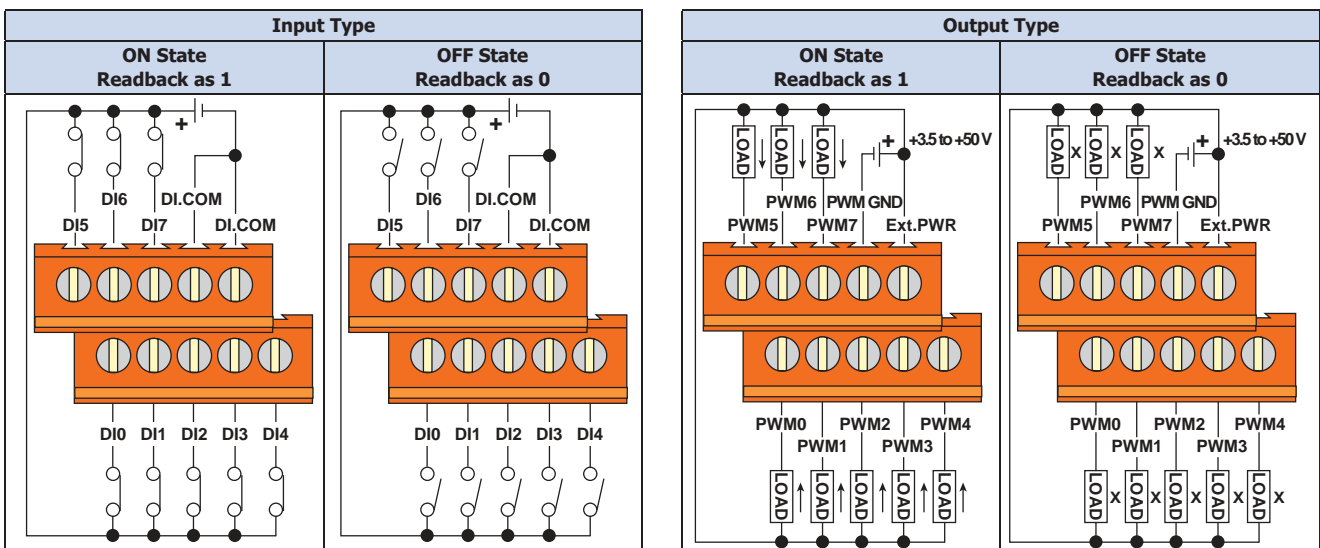 Input Type
ON State
Readback as 1
OFF State
Readback as 0
+
DI6 DI.COM
DI5 DI7 DI.COM
DI0 DI1 DI2 DI3 DI4
+
DI6 DI.COM
DI5 DI7 DI.COM
DI0 DI1 DI2 DI3 DI4
Output Type
ON State
Readback as 1
OFF State
Readback as 0
LOAD LOAD LOAD + +3.5 to +50 V
PWM6 PWM GND
PWM5 PWM7 Ext.PWR
PWM0 PWM2 PWM4
PWM1 PWM3
LOAD LOAD LOAD LOAD LOAD
LOAD X LOAD X LOAD X + +3.5 to +50 V
PWM6 PWM GND
PWM5 PWM7 Ext.PWR
PWM0 PWM2 PWM4
PWM1 PWM3
LOAD X LOAD X LOAD X LOAD X LOAD X